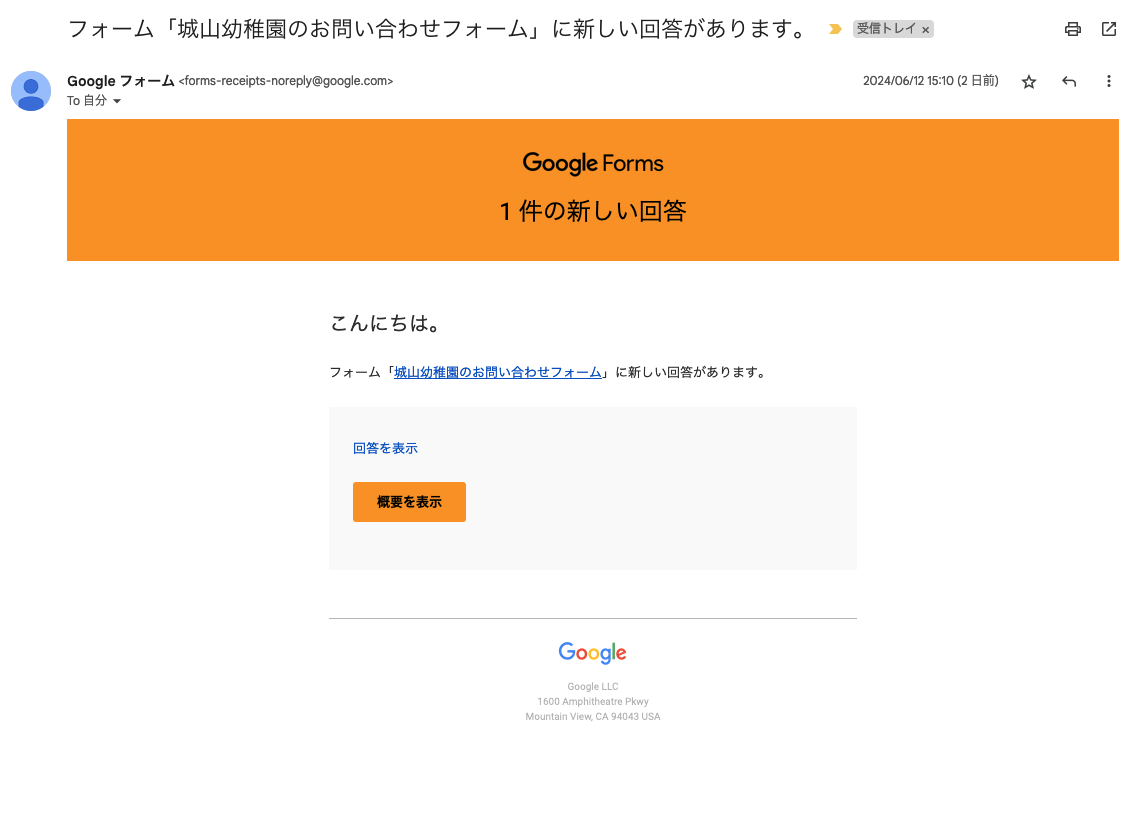 フォーム「城山幼稚園のお問い合わせフォーム」に新しい回答があります。 受信トレイ ×
Google フォーム <forms-receipts-noreply@google.com> 2024/06/12 15:10 (2 日前)
To 自分
Google Forms
1 件の新しい回答
こんにちは。
フォーム「城山幼稚園のお問い合わせフォーム」に新しい回答があります。
回答を表示
概要を表示
Google
Google LLC
1600 Amphitheatre Pkwy
Mountain View, CA 94043 USA